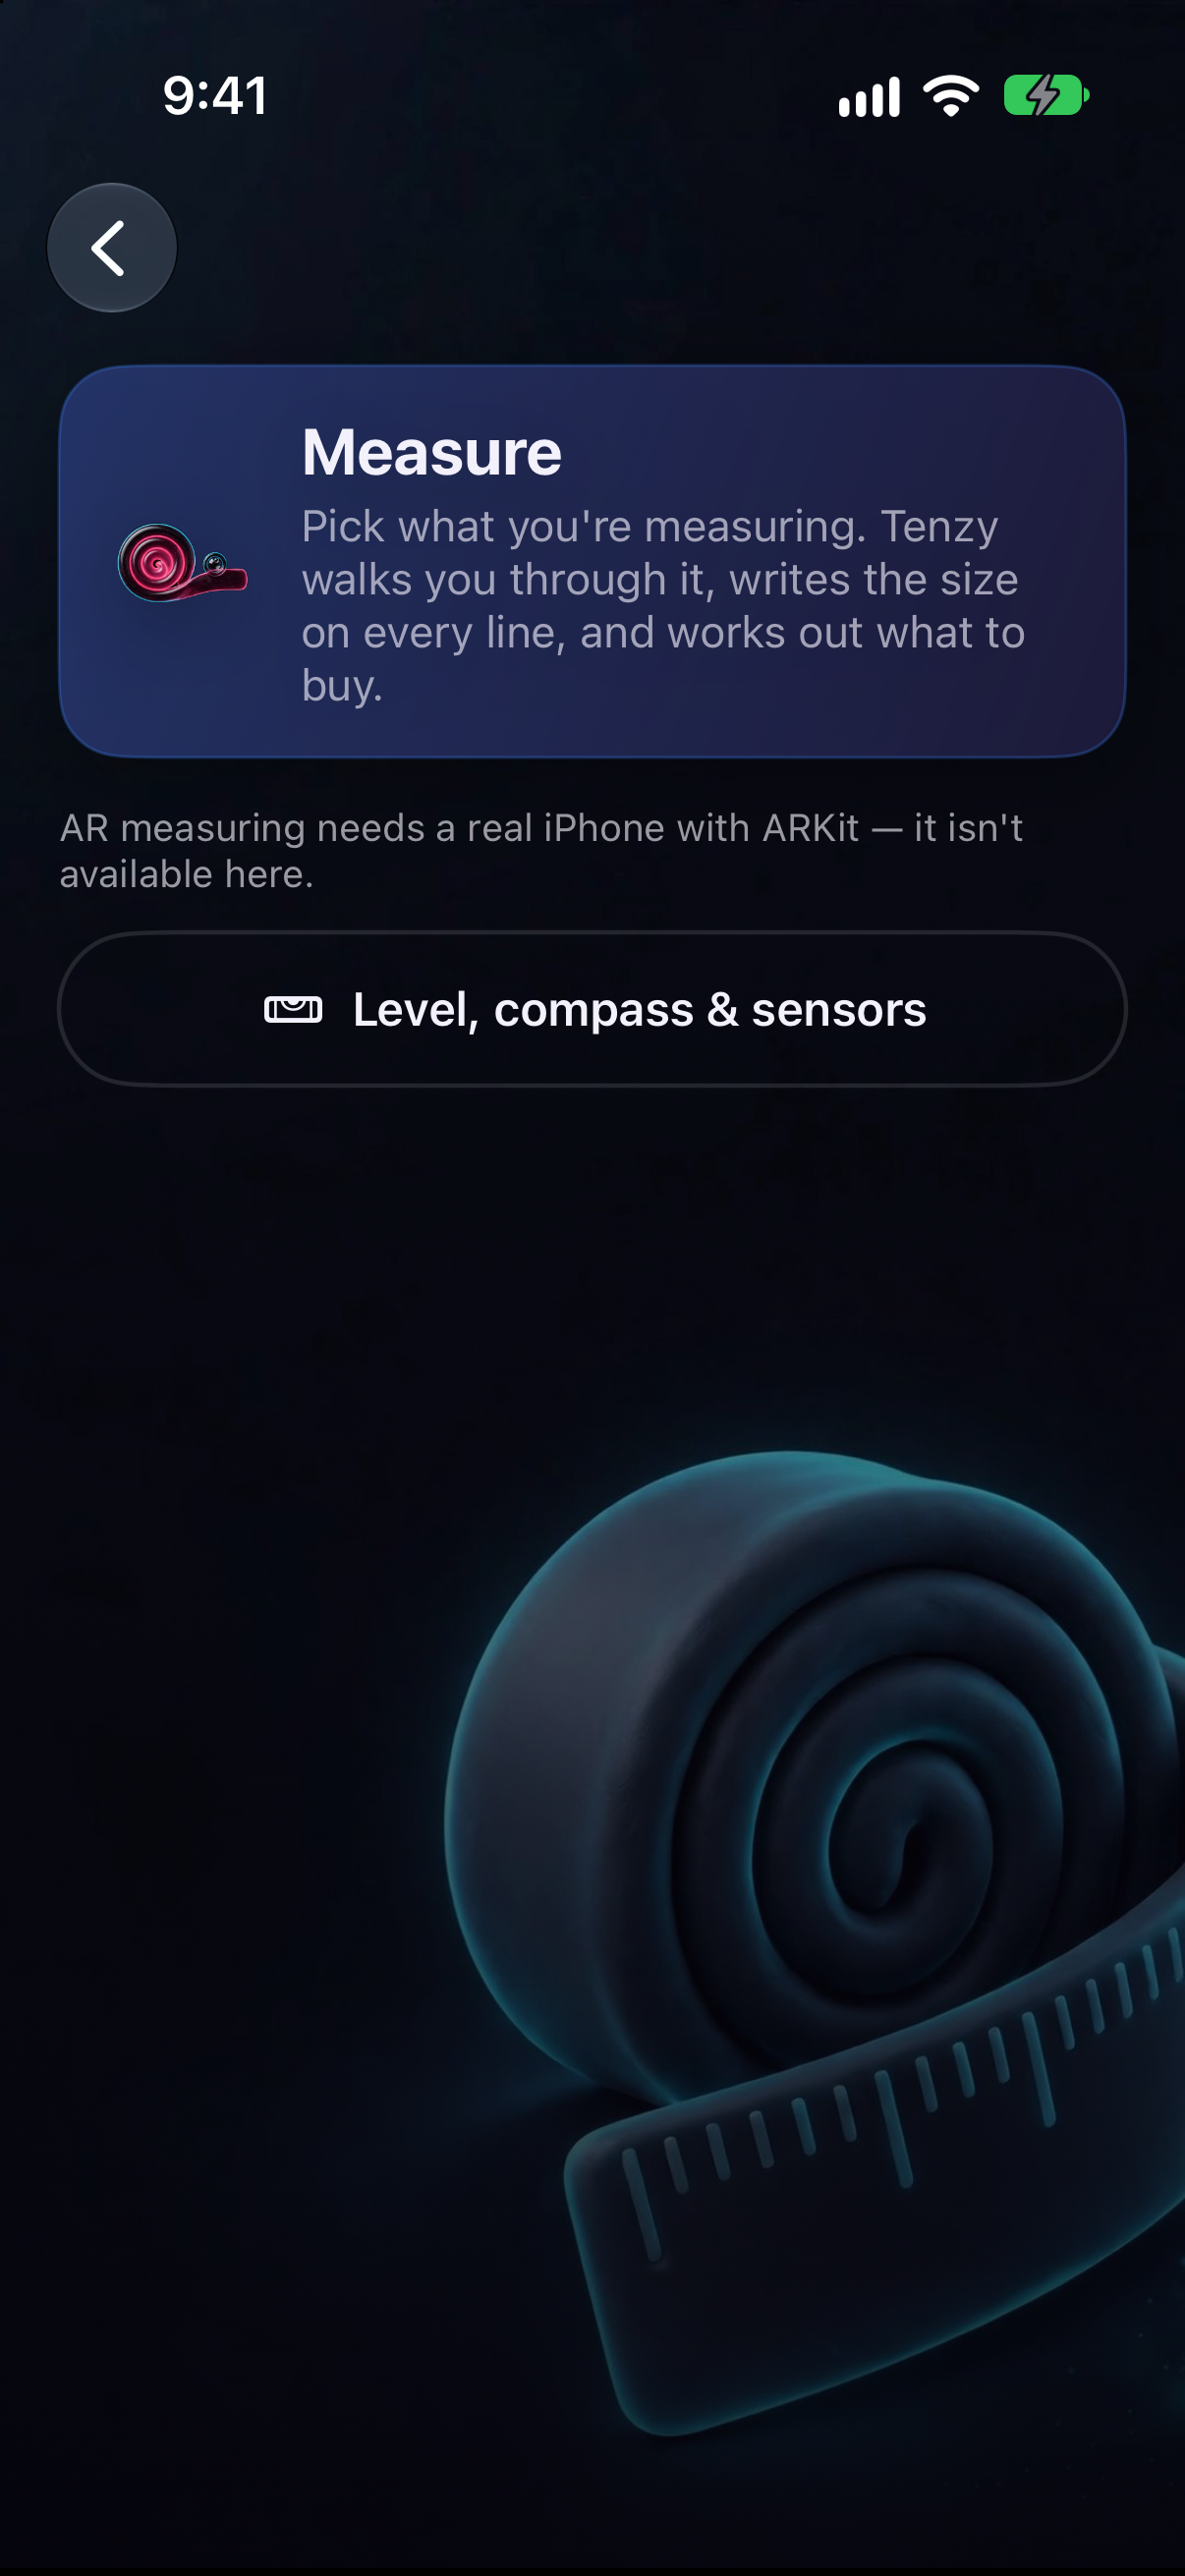 9:41
Measure
Pick what you're measuring. Tenzy
walks you through it, writes the size
on every line, and works out what to
buy.
AR measuring needs a real iPhone with ARKit — it isn't
available here.
Level, compass & sensors